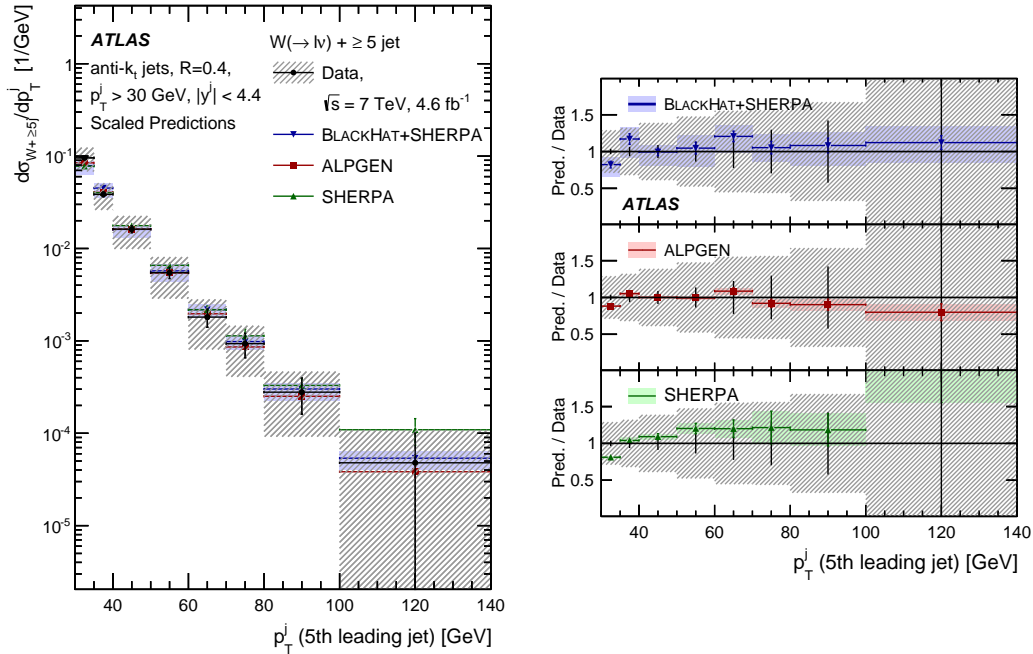 dσ_{W+ ≥5j}/dp_T^j [1/GeV]
1
10^{-1}
10^{-2}
10^{-3}
10^{-4}
10^{-5}
ATLAS
anti-k_t jets, R=0.4,
p_T^j > 30 GeV, |y^j| < 4.4
Scaled Predictions
W(→ lν) + ≥ 5 jet
Data,
√s = 7 TeV, 4.6 fb^{-1}
BLACKHAT+SHERPA
ALPGEN
SHERPA
40 60 80 100 120 140
p_T^j (5th leading jet) [GeV]
Pred. / Data
1.5
1
0.5
BLACKHAT+SHERPA
ATLAS
Pred. / Data
1.5
1
0.5
ALPGEN
Pred. / Data
1.5
1
0.5
SHERPA
40 60 80 100 120 140
p_T^j (5th leading jet) [GeV]